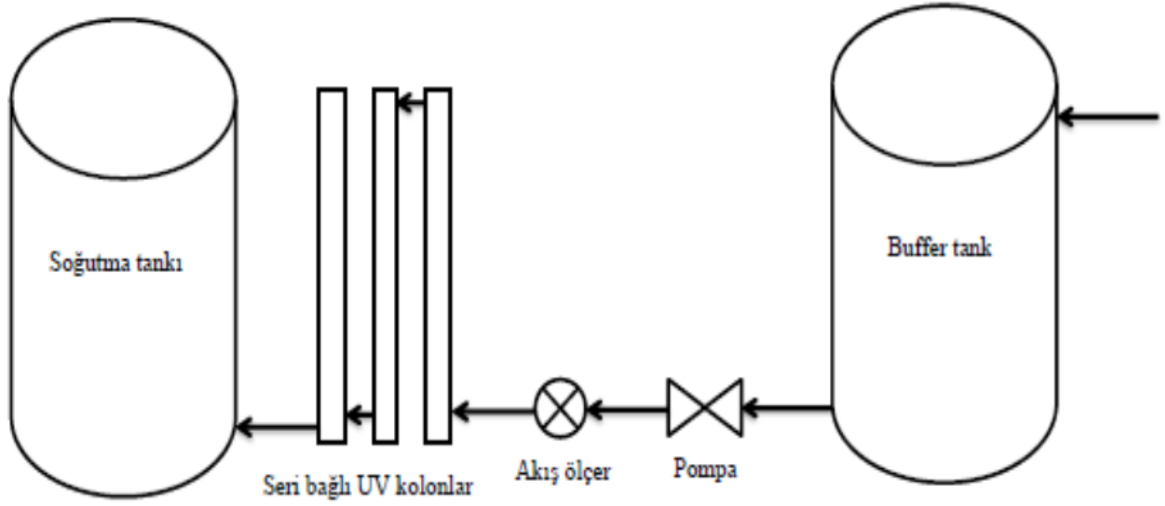 Soğutma tankı
Buffer tank
Seri bağlı UV kolonlar
Akış ölçer
Pompa